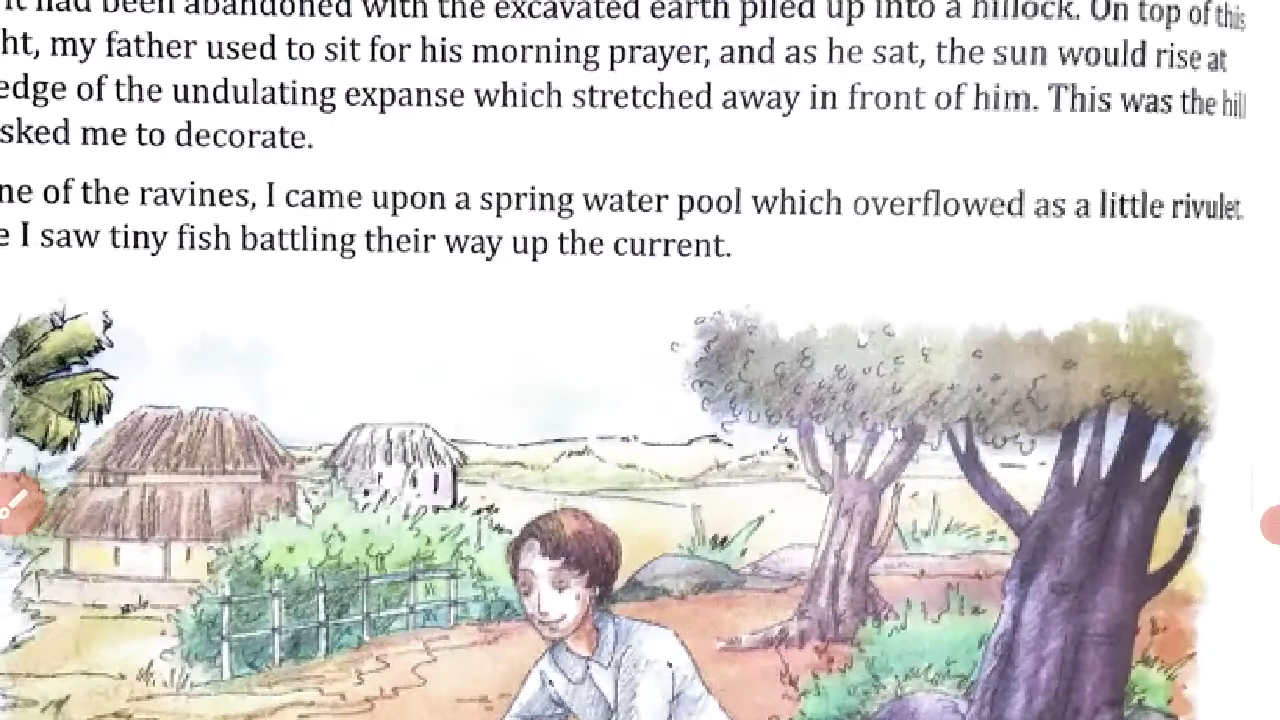 it had been abandoned with the excavated earth piled up into a hillock. On top of this
ht, my father used to sit for his morning prayer, and as he sat, the sun would rise at
edge of the undulating expanse which stretched away in front of him. This was the hill
sked me to decorate.
ne of the ravines, I came upon a spring water pool which overflowed as a little rivulet.
e I saw tiny fish battling their way up the current.